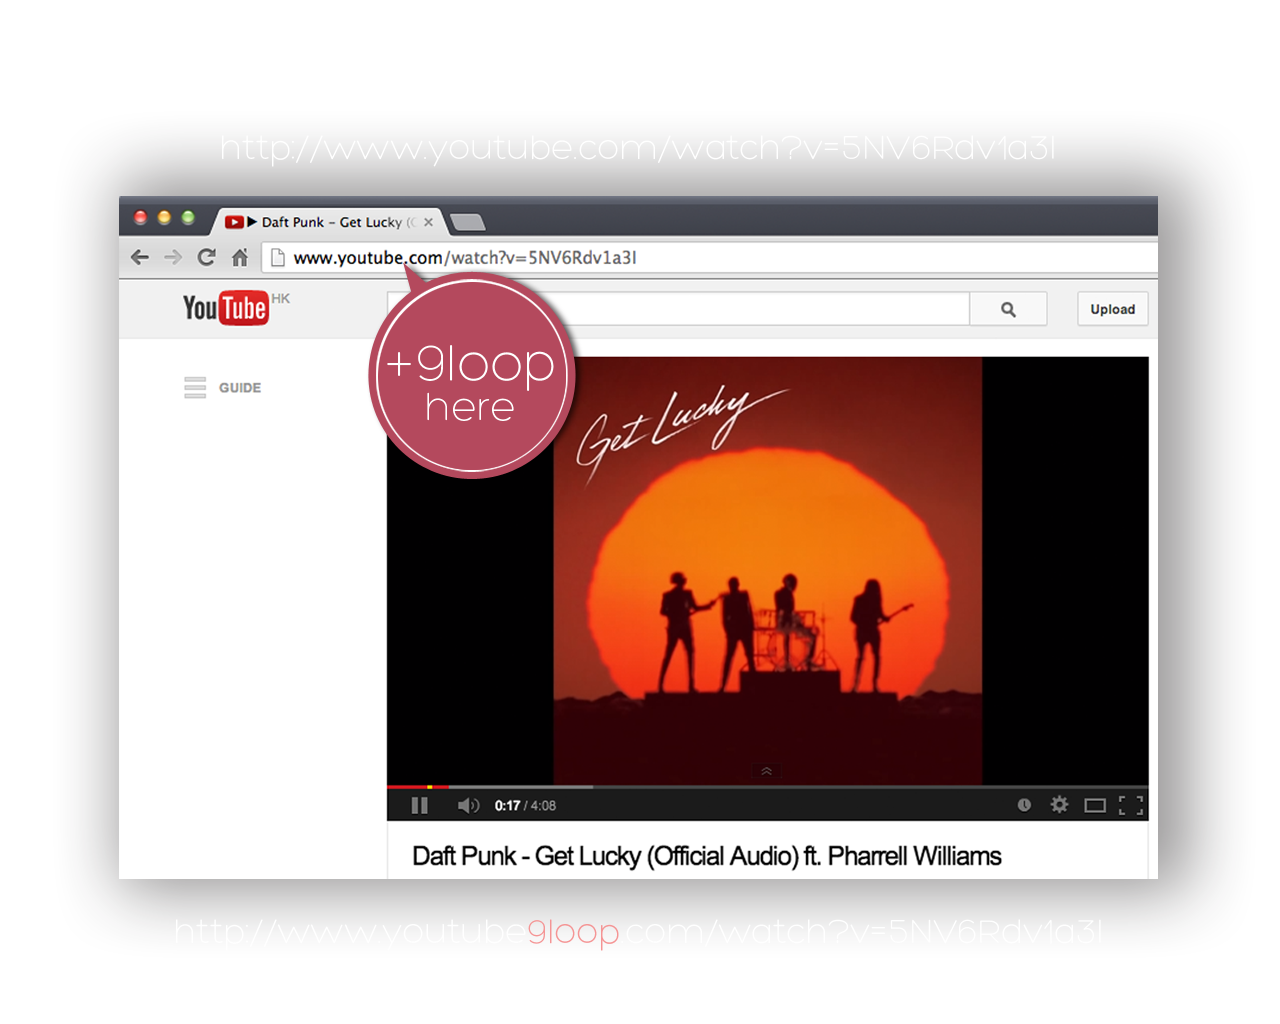 http://www.youtube.com/watch?v=5NV6Rdv1a3I
Daft Punk - Get Lucky (
www.youtube.com/watch?v=5NV6Rdv1a3I
YouTube HK
Upload
+9loop
here
GUIDE
Get Lucky
0:17 / 4:08
Daft Punk - Get Lucky (Official Audio) ft. Pharrell Williams
http://www.youtube9loop.com/watch?v=5NV6Rdv1a3I